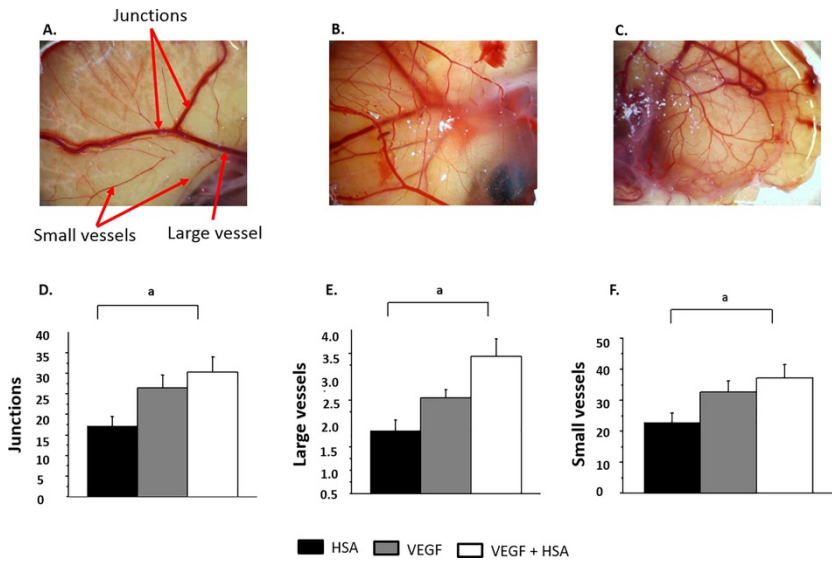 Junctions
A.
B.
C.
Small vessels
Large vessel
D.
a
Junctions
40
35
30
25
20
15
10
5
0
E.
a
Large vessels
4.0
3.5
3.0
2.5
2.0
1.5
1.0
0.5
F.
a
Small vessels
50
40
30
20
10
0
HSA
VEGF
VEGF + HSA